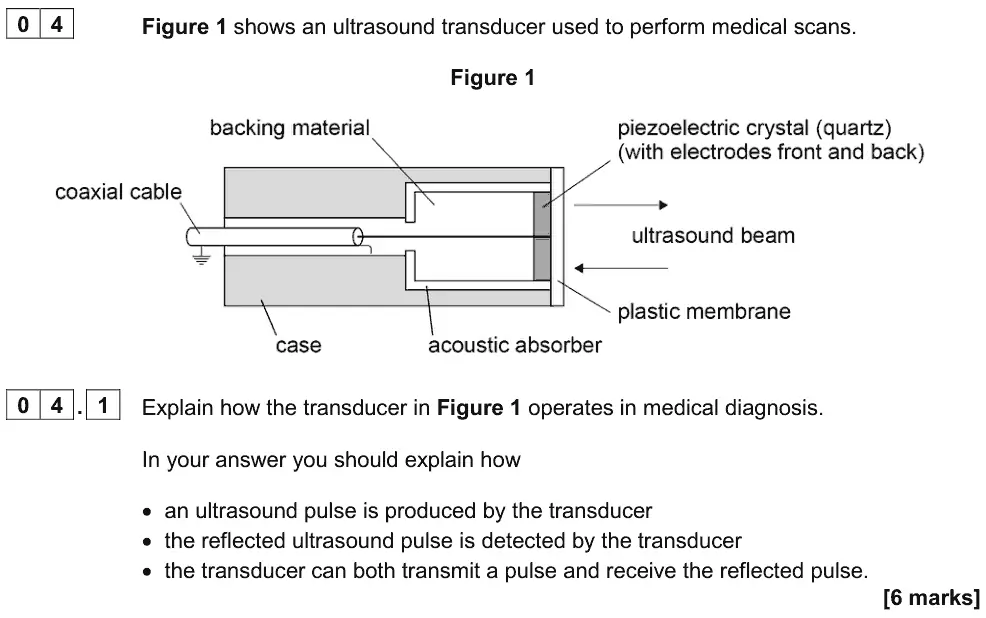 0 4
Figure 1 shows an ultrasound transducer used to perform medical scans.
Figure 1
backing material
piezoelectric crystal (quartz)
(with electrodes front and back)
coaxial cable
ultrasound beam
plastic membrane
case
acoustic absorber
0 4 . 1
Explain how the transducer in Figure 1 operates in medical diagnosis.
In your answer you should explain how
• an ultrasound pulse is produced by the transducer
• the reflected ultrasound pulse is detected by the transducer
• the transducer can both transmit a pulse and receive the reflected pulse.
[6 marks]